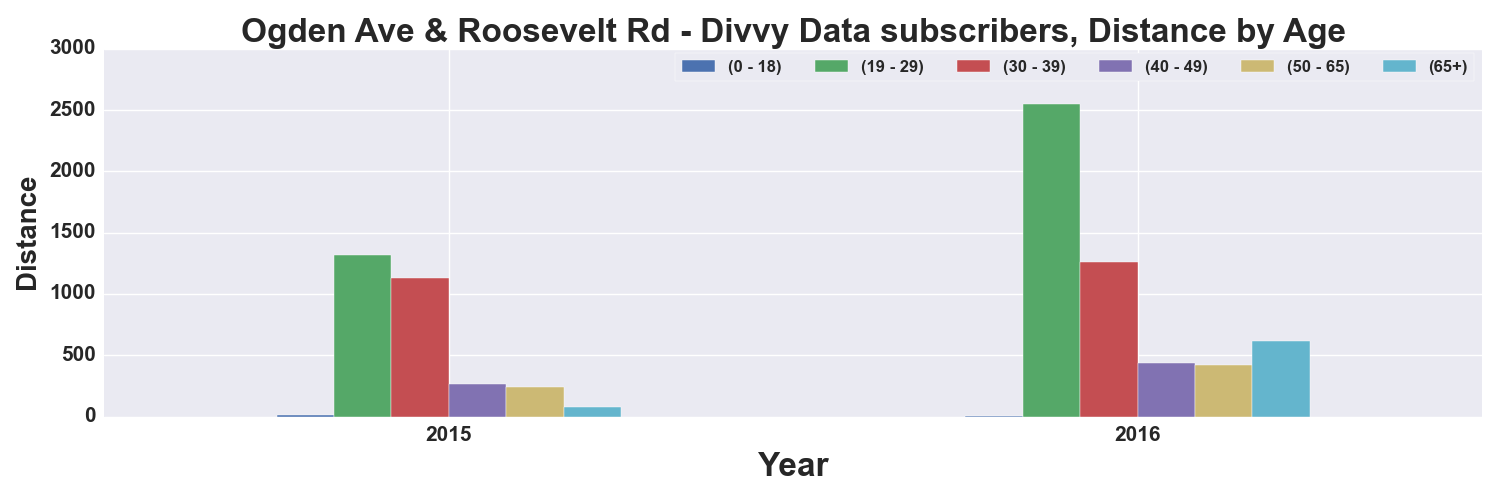 Ogden Ave & Roosevelt Rd - Divvy Data subscribers, Distance by Age
(0 - 18) (19 - 29) (30 - 39) (40 - 49) (50 - 65) (65+)
Distance
3000
2500
2000
1500
1000
500
0
2015 2016
Year